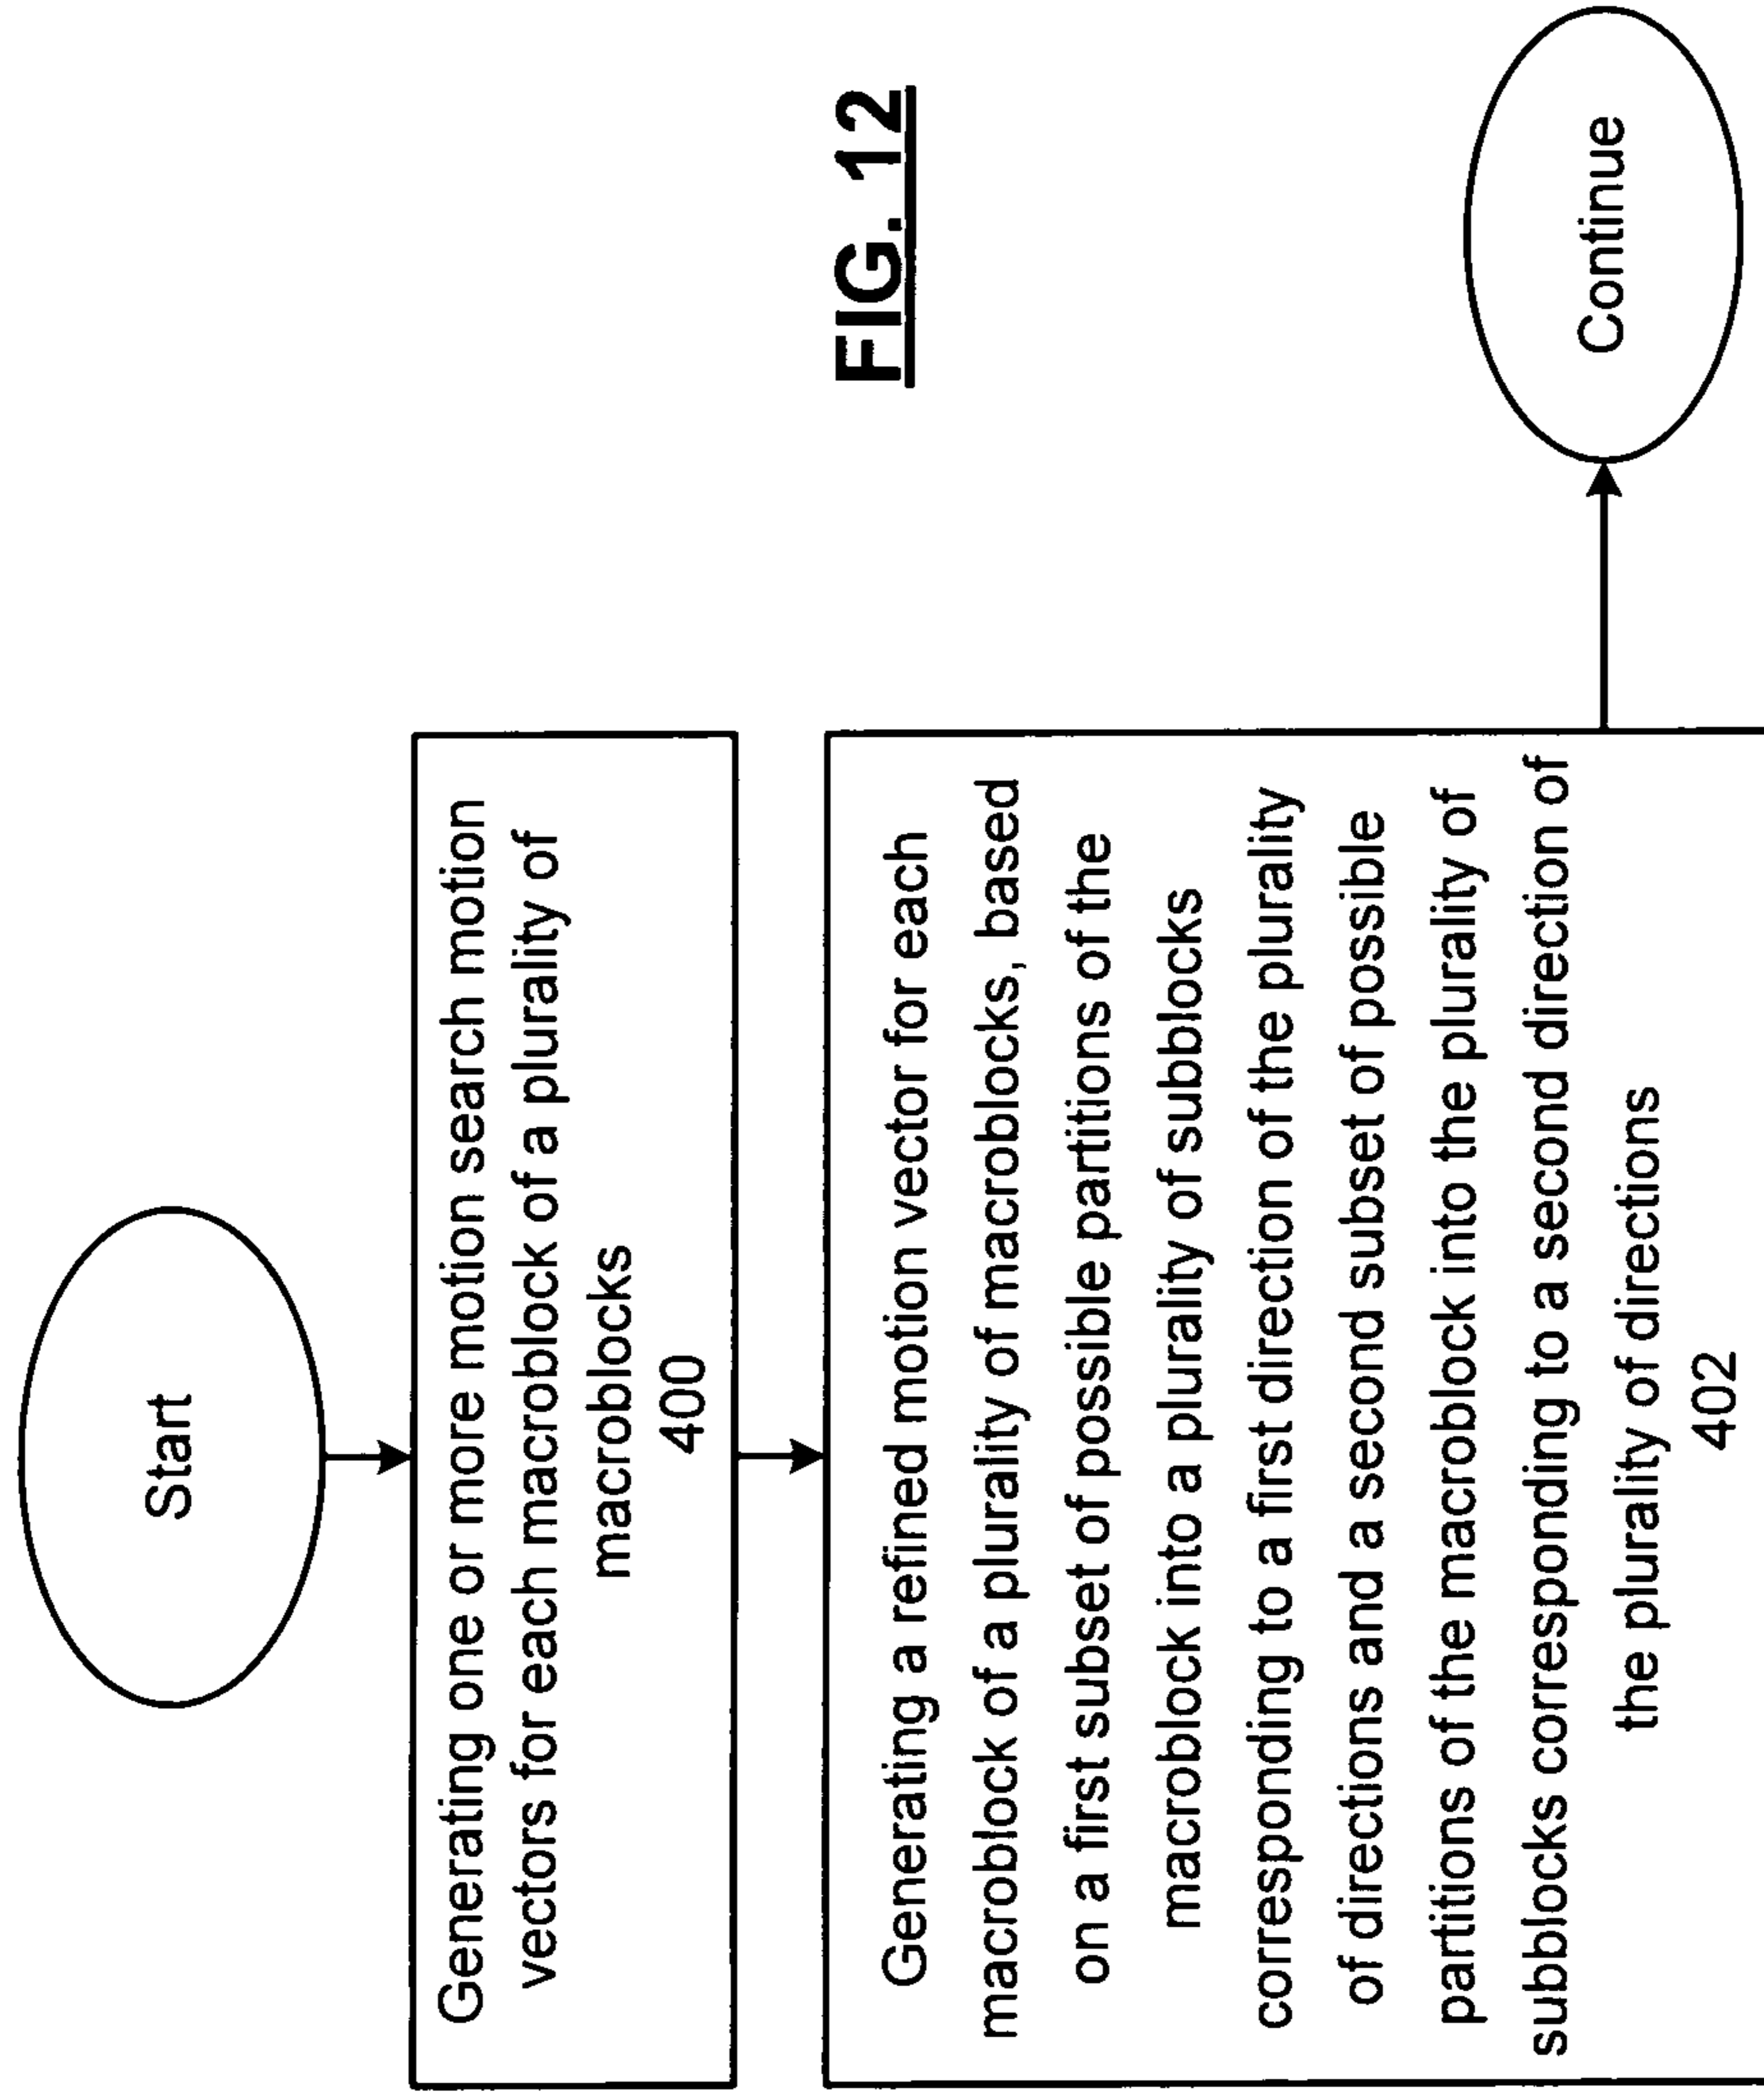 Start
Generating one or more motion search motion
vectors for each macroblock of a plurality of
macroblocks
400
Generating a refined motion vector for each
macroblock of a plurality of macroblocks, based
on a first subset of possible partitions of the
macroblock into a plurality of subblocks
corresponding to a first direction of the plurality
of directions and a second subset of possible
partitions of the macroblock into the plurality of
subblocks corresponding to a second direction of
the plurality of directions
402
Continue
FIG. 12